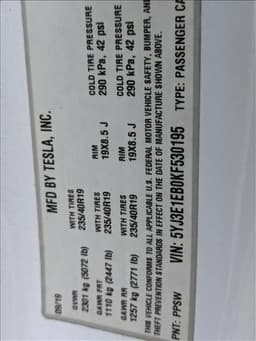 MFD BY TESLA, INC.
09/19
GVWR
2301 kg (5072 lb)
WITH TIRES
235/40R19
GAWR FRT
1110 kg (2447 lb)
WITH TIRES
235/40R19
RIM
19X8.5 J
COLD TIRE PRESSURE
290 kPa, 42 psi
GAWR RR
1257 kg (2771 lb)
WITH TIRES
235/40R19
RIM
19X8.5 J
COLD TIRE PRESSURE
290 kPa, 42 psi
THIS VEHICLE CONFORMS TO ALL APPLICABLE U.S. FEDERAL MOTOR VEHICLE SAFETY, BUMPER, AND
THEFT PREVENTION STANDARDS IN EFFECT ON THE DATE OF MANUFACTURE SHOWN ABOVE.
PNT: PPSW VIN: 5YJ3E1EB0KF530195 TYPE: PASSENGER CA